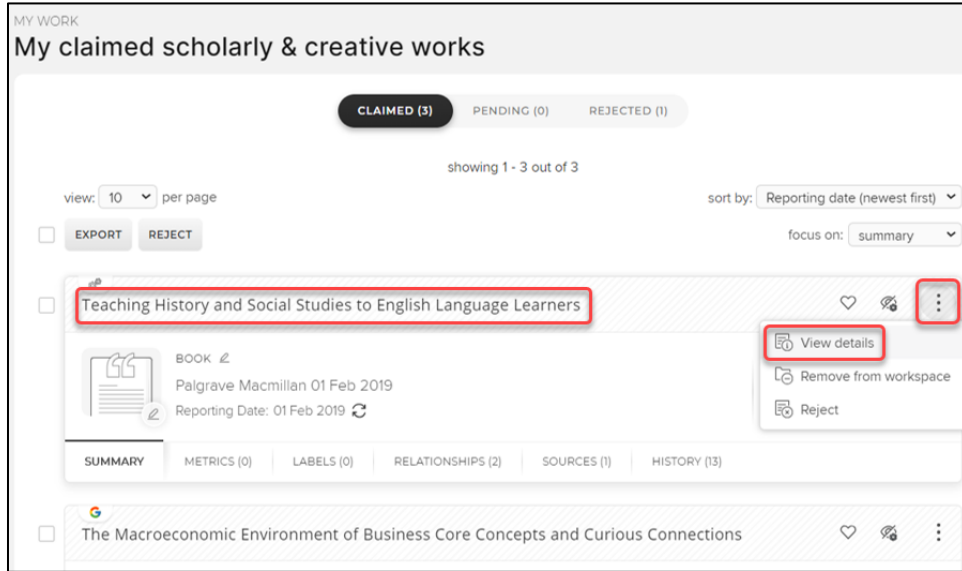 MY WORK
My claimed scholarly & creative works
CLAIMED (3) PENDING (0) REJECTED (1)
showing 1 - 3 out of 3
view: 10 per page sort by: Reporting date (newest first)
EXPORT REJECT focus on: summary
Teaching History and Social Studies to English Language Learners
View details
BOOK
Palgrave Macmillan 01 Feb 2019
Remove from workspace
Reporting Date: 01 Feb 2019
Reject
SUMMARY METRICS (0) LABELS (0) RELATIONSHIPS (2) SOURCES (1) HISTORY (13)
G
The Macroeconomic Environment of Business Core Concepts and Curious Connections